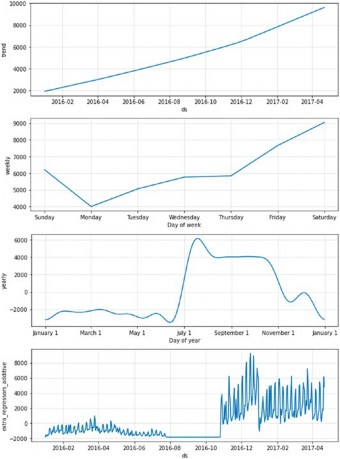 10000
8000
6000
4000
2000
trend
2016-02 2016-04 2016-06 2016-08 2016-10 2016-12 2017-02 2017-04
ds
9000
8000
7000
6000
5000
4000
weekly
Sunday Monday Tuesday Wednesday Thursday Friday Saturday
Day of week
6000
4000
2000
0
−2000
yearly
January 1 March 1 May 1 July 1 September 1 November 1 January 1
Day of year
8000
6000
4000
2000
0
−2000
extra_regressors_additive
2016-02 2016-04 2016-06 2016-08 2016-10 2016-12 2017-02 2017-04
ds